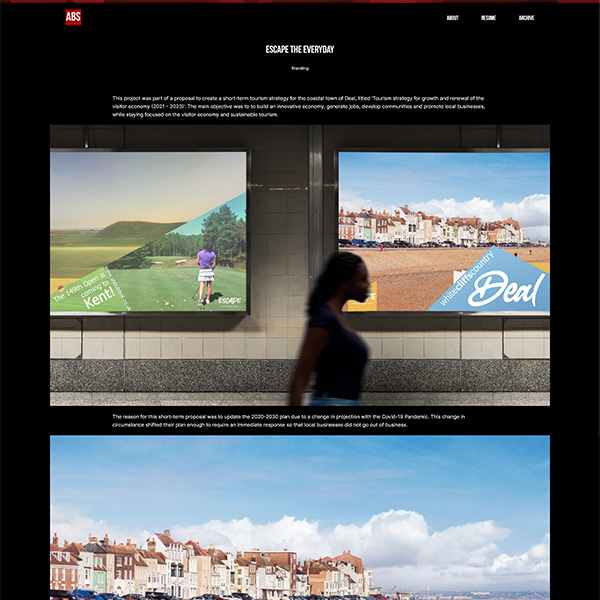 ABS
ABOUT
RESUME
ARCHIVE
ESCAPE THE EVERYDAY
Branding
This project was part of a proposal to create a short-term tourism strategy for the coastal town of Deal, titled 'Tourism strategy for growth and renewal of the
visitor economy (2021 - 2023)'. The main objective was to to build an innovative economy, generate jobs, develop communities and promote local businesses,
while staying focused on the visitor economy and sustainable tourism.
The 149th Open is
coming to
Kent!
ESCAPE
whitecliffscountry
Deal
The reason for this short-term proposal was to update the 2020-2030 plan due to a change in projection with the Covid-19 Pandemic. This change in
circumstance shifted their plan enough to require an immediate response so that local businesses did not go out of business.